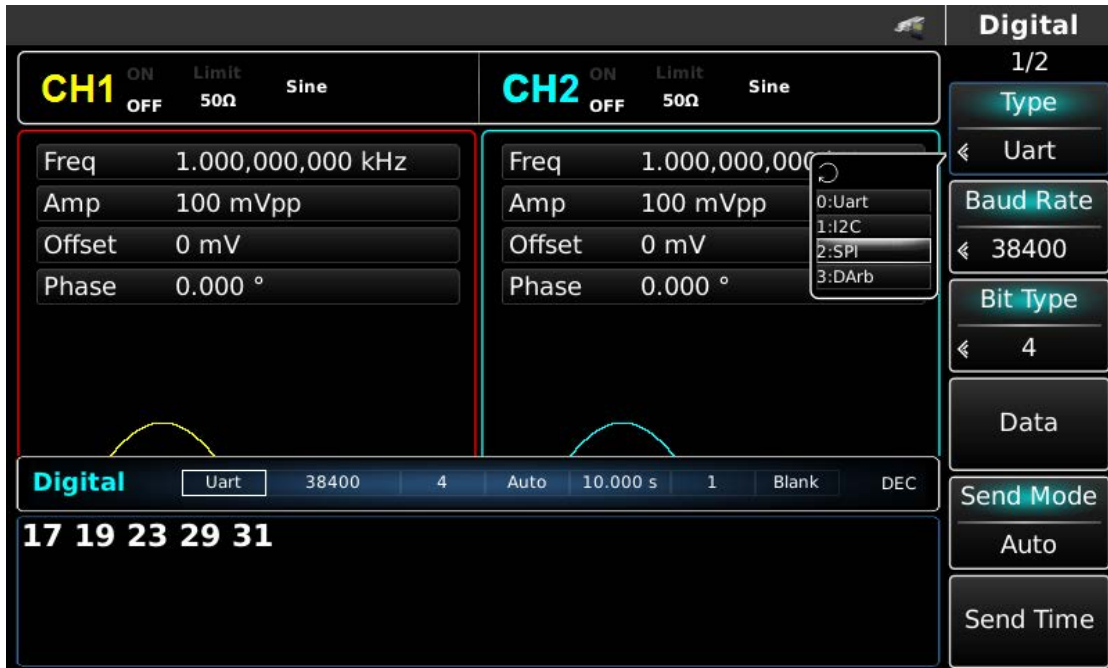 Digital
1/2
CH1 ON OFF Limit 50Ω Sine
CH2 ON OFF Limit 50Ω Sine
Freq 1.000,000,000 kHz
Amp 100 mVpp
Offset 0 mV
Phase 0.000 °
Freq 1.000,000,000
Amp 100 mVpp
Offset 0 mV
Phase 0.000 °
0:Uart
1:I2C
2:SPI
3:DArb
Type
Uart
Baud Rate
38400
Bit Type
4
Data
Send Mode
Auto
Send Time
Digital Uart 38400 4 Auto 10.000 s 1 Blank DEC
17 19 23 29 31